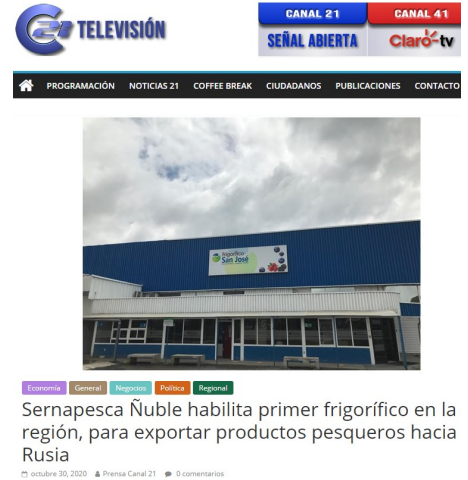 C21 TELEVISIÓN
CANAL 21 CANAL 41
SEÑAL ABIERTA Claro-tv
PROGRAMACIÓN NOTICIAS 21 COFFEE BREAK CIUDADANOS PUBLICACIONES CONTACTO
frigorífico
San José
Economía General Negocios Política Regional
Sernapesca Ñuble habilita primer frigorífico en la
región, para exportar productos pesqueros hacia
Rusia
octubre 30, 2020 Prensa Canal 21 0 comentarios